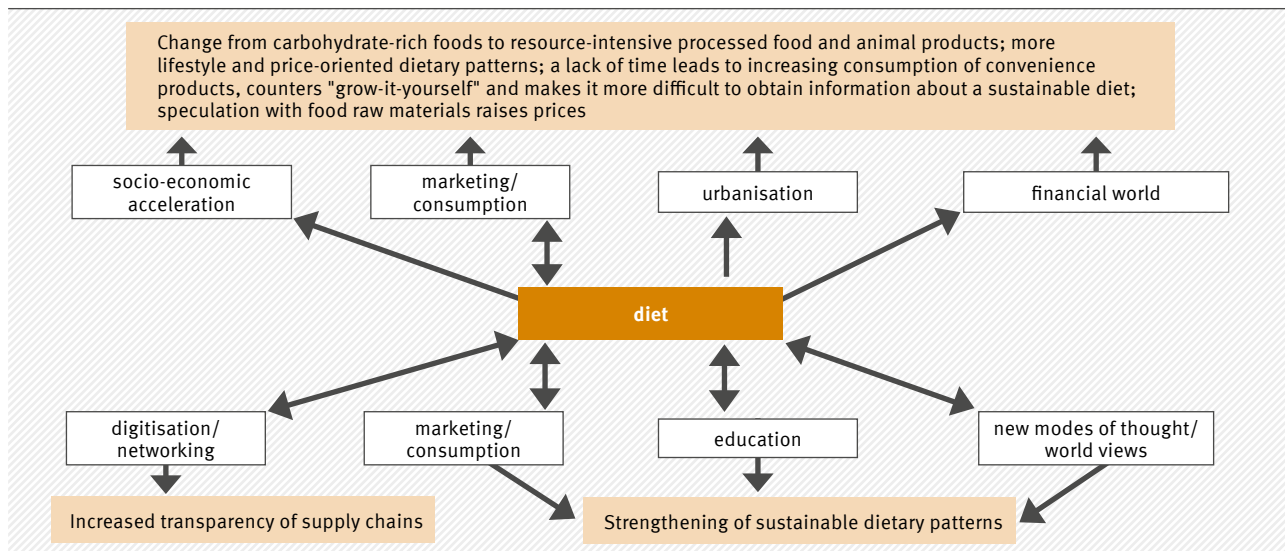 Change from carbohydrate-rich foods to resource-intensive processed food and animal products; more
lifestyle and price-oriented dietary patterns; a lack of time leads to increasing consumption of convenience
products, counters "grow-it-yourself" and makes it more difficult to obtain information about a sustainable diet;
speculation with food raw materials raises prices
socio-economic
acceleration
marketing/
consumption
urbanisation
financial world
diet
digitisation/
networking
marketing/
consumption
education
new modes of thought/
world views
Increased transparency of supply chains
Strengthening of sustainable dietary patterns